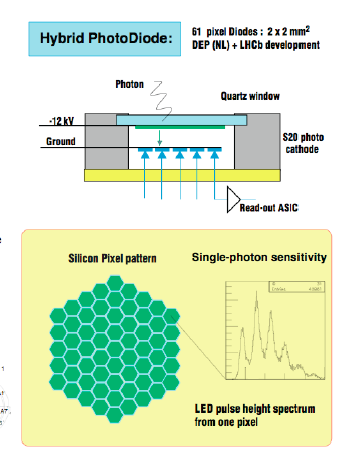 Hybrid PhotoDiode:
61 pixel Diodes : 2 x 2 mm²
DEP (NL) + LHCb development
Photon
Quartz window
-12 kV
Ground
S20 photo
cathode
Read-out ASIC
Silicon Pixel pattern
Single-photon sensitivity
LED pulse height spectrum
from one pixel